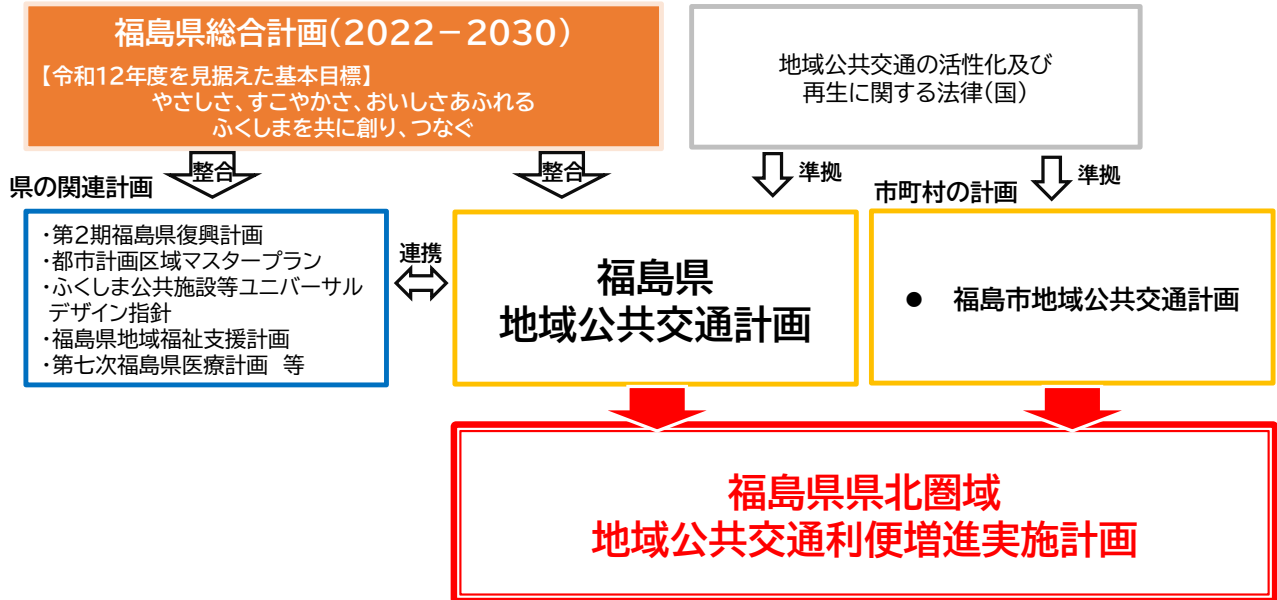 福島県総合計画(2022－2030)
【令和12年度を見据えた基本目標】
やさしさ、すこやかさ、おいしさあふれる
ふくしまを共に創り、つなぐ
地域公共交通の活性化及び
再生に関する法律(国)
整合
整合
準拠
準拠
県の関連計画
市町村の計画
・第2期福島県復興計画
・都市計画区域マスタープラン
・ふくしま公共施設等ユニバーサル
デザイン指針
・福島県地域福祉支援計画
・第七次福島県医療計画 等
連携
福島県
地域公共交通計画
● 福島市地域公共交通計画
福島県県北圏域
地域公共交通利便増進実施計画